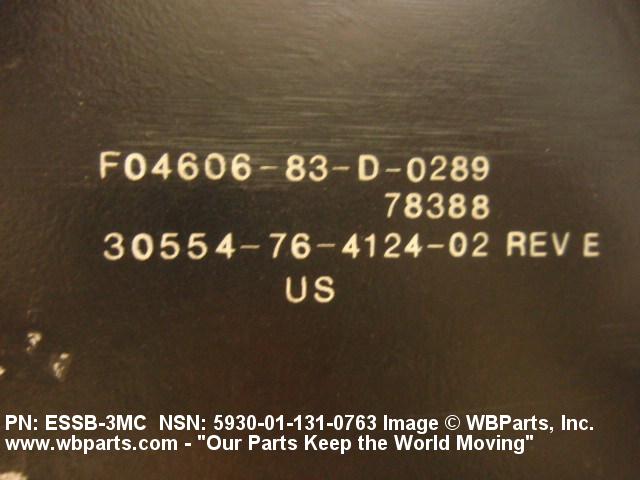 F04606-83-D-0289
78388
30554-76-4124-02 REV E
US
PN: ESSB-3MC NSN: 5930-01-131-0763 Image © WBParts, Inc.
www.wbparts.com - "Our Parts Keep the World Moving"